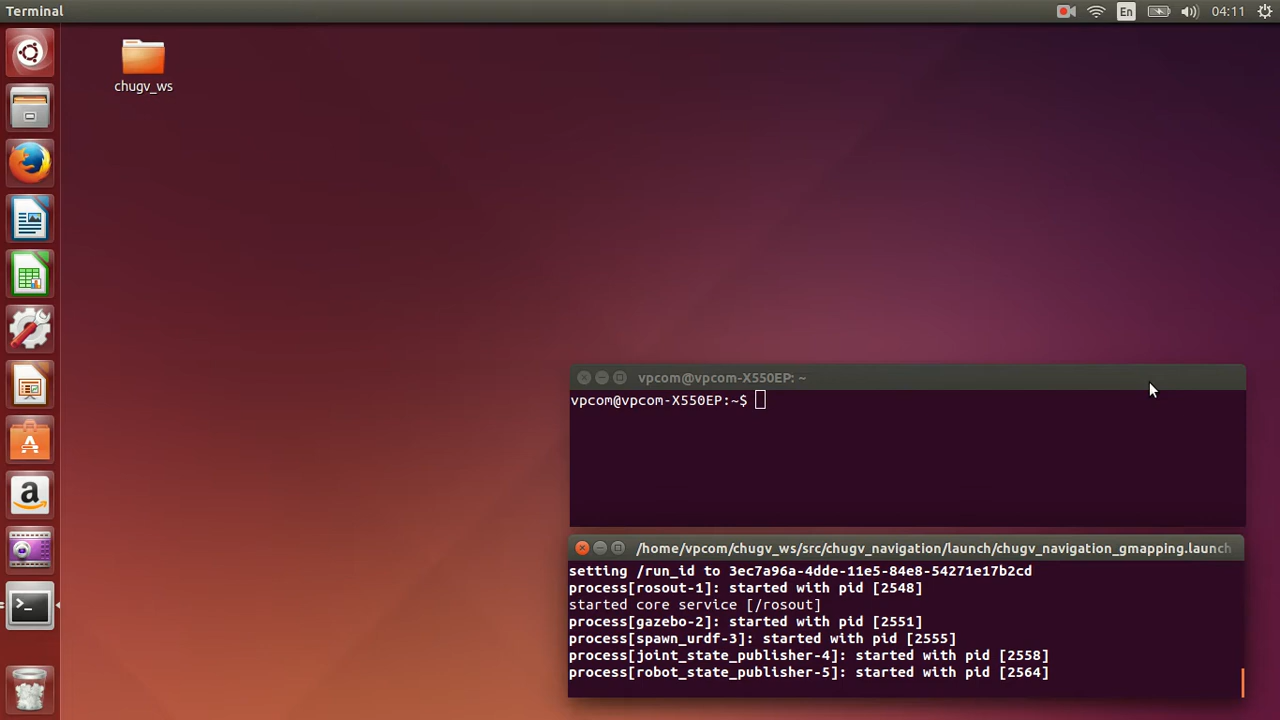 Terminal
En
04:11
chugv_ws
vpcom@vpcom-X550EP: ~
vpcom@vpcom-X550EP:~$
/home/vpcom/chugv_ws/src/chugv_navigation/launch/chugv_navigation_gmapping.launch
setting /run_id to 3ec7a96a-4dde-11e5-84e8-54271e17b2cd
process[rosout-1]: started with pid [2548]
started core service [/rosout]
process[gazebo-2]: started with pid [2551]
process[spawn_urdf-3]: started with pid [2555]
process[joint_state_publisher-4]: started with pid [2558]
process[robot_state_publisher-5]: started with pid [2564]